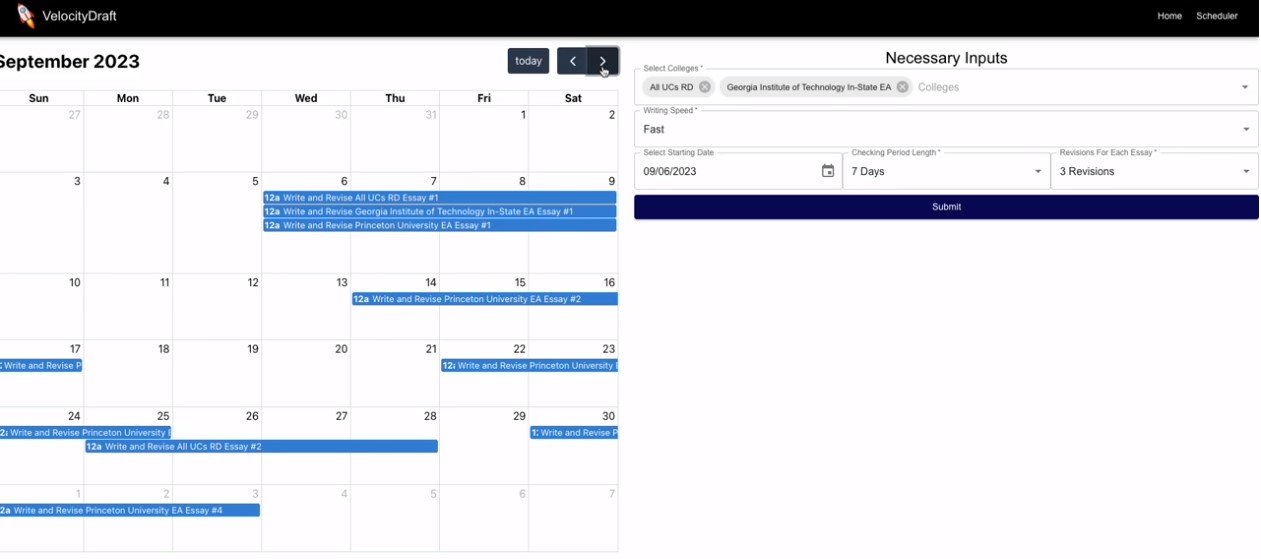 VelocityDraft
Home Scheduler
September 2023
today
Sun Mon Tue Wed Thu Fri Sat
27 28 29 30 31 1 2
3 4 5 6 7 8 9
12a Write and Revise All UCs RD Essay #1
12a Write and Revise Georgia Institute of Technology In-State EA Essay #1
12a Write and Revise Princeton University EA Essay #1
10 11 12 13 14 15 16
12a Write and Revise Princeton University EA Essay #2
17 18 19 20 21 22 23
Write and Revise P
Write and Revise Princeton University
24 25 26 27 28 29 30
Write and Revise Princeton University
Write and Revise P
12a Write and Revise All UCs RD Essay #2
1 2 3 4 5 6 7
2a Write and Revise Princeton University EA Essay #4
Necessary Inputs
Select Colleges *
All UCs RD Georgia Institute of Technology In-State EA Colleges
Writing Speed *
Fast
Select Starting Date Checking Period Length * Revisions For Each Essay *
09/06/2023 7 Days 3 Revisions
Submit